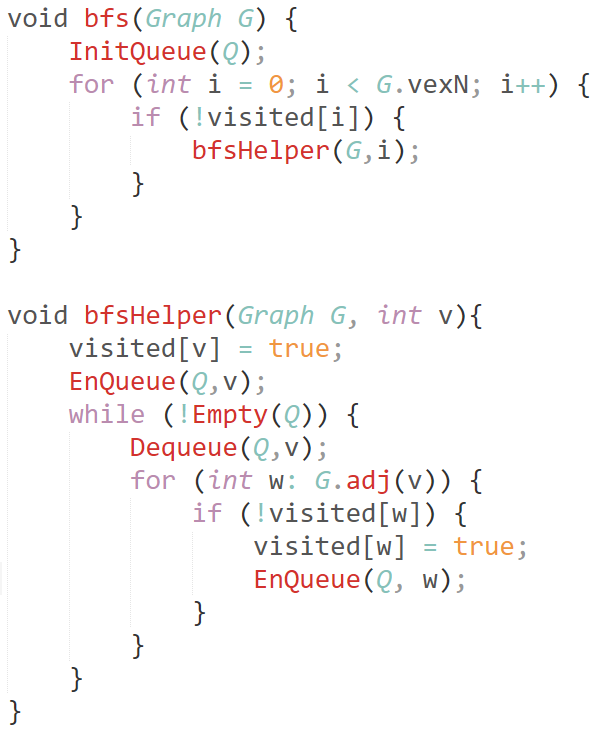 void bfs(Graph G) {
    InitQueue(Q);
    for (int i = 0; i < G.vexN; i++) {
        if (!visited[i]) {
            bfsHelper(G,i);
        }
    }
}

void bfsHelper(Graph G, int v){
    visited[v] = true;
    EnQueue(Q,v);
    while (!Empty(Q)) {
        Dequeue(Q,v);
        for (int w: G.adj(v)) {
            if (!visited[w]) {
                visited[w] = true;
                EnQueue(Q, w);
            }
        }
    }
}